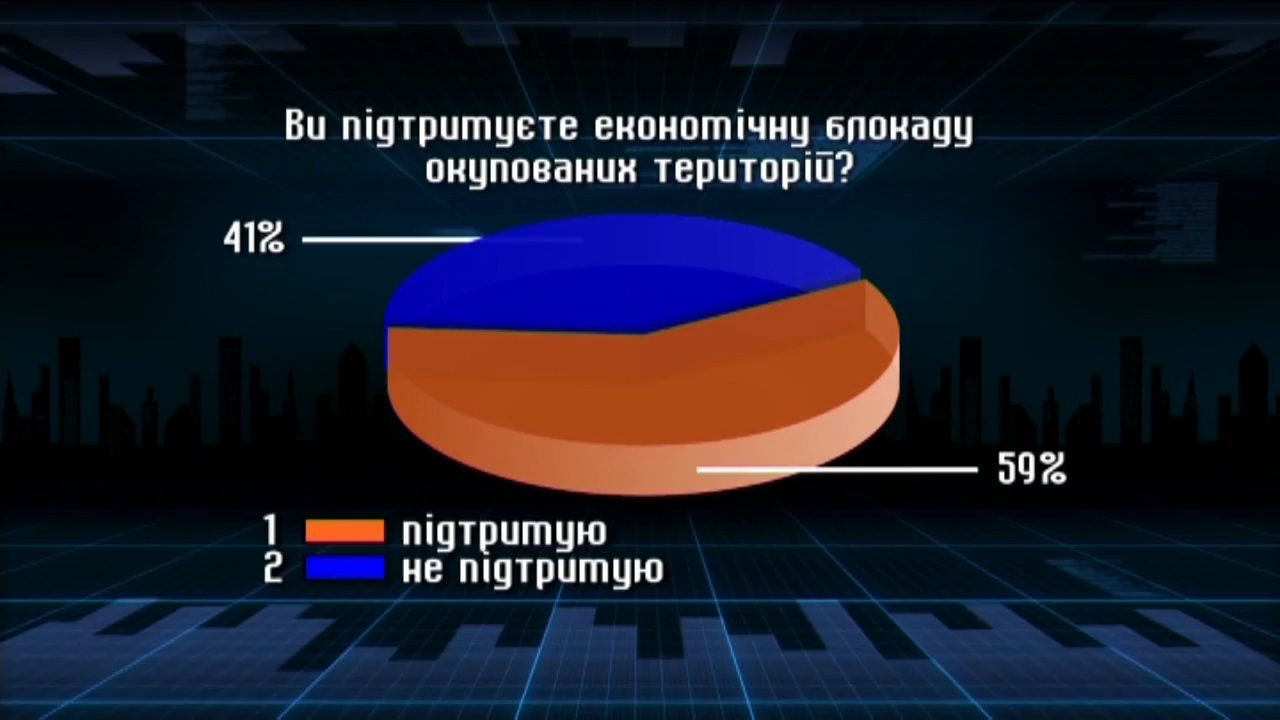 Ви підтримуєте економічну блокаду
окупованих територій?
41%
59%
1 підтримую
2 не підтримую